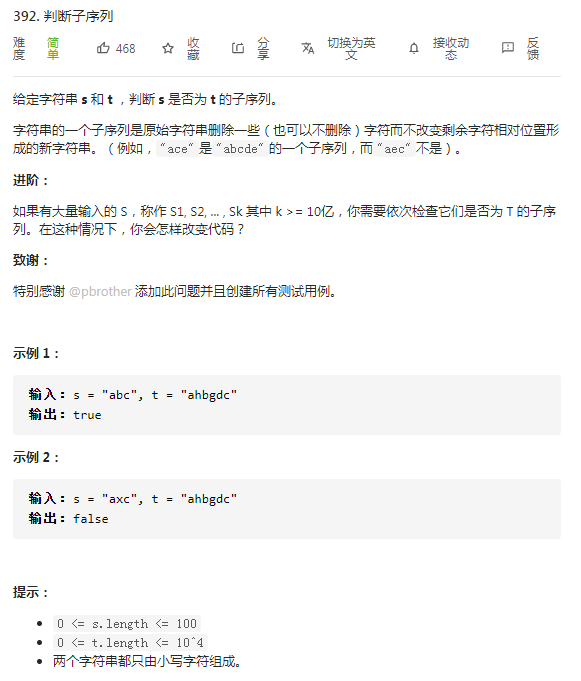 392. 判断子序列
难度 简单 468 收藏 分享 切换为英文 接收动态 反馈
给定字符串 s 和 t ，判断 s 是否为 t 的子序列。
字符串的一个子序列是原始字符串删除一些（也可以不删除）字符而不改变剩余字符相对位置形
成的新字符串。（例如，"ace"是"abcde"的一个子序列，而"aec"不是）。
进阶：
如果有大量输入的 S，称作 S1, S2, ... , Sk 其中 k >= 10亿，你需要依次检查它们是否为 T 的子序
列。在这种情况下，你会怎样改变代码？
致谢：
特别感谢 @pbrother 添加此问题并且创建所有测试用例。
示例 1：
输入：s = "abc", t = "ahbgdc"
输出：true
示例 2：
输入：s = "axc", t = "ahbgdc"
输出：false
提示：
0 <= s.length <= 100
0 <= t.length <= 10^4
两个字符串都只由小写字符组成。